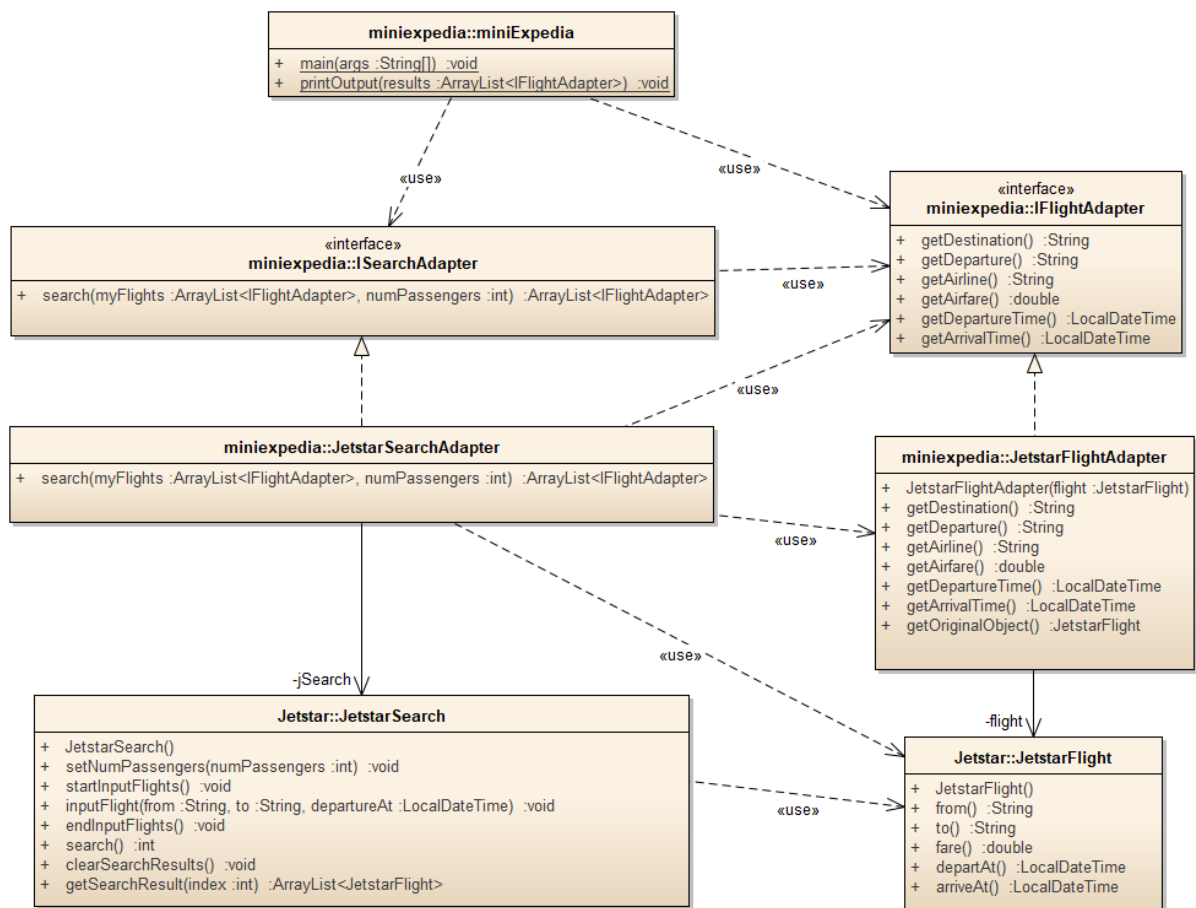 miniexpedia::miniExpedia
+ main(args :String[]) :void
+ printOutput(results :ArrayList<IFlightAdapter>) :void
«use»
«use»
«interface»
miniexpedia::IFlightAdapter
+ getDestination() :String
+ getDeparture() :String
+ getAirline() :String
+ getAirfare() :double
+ getDepartureTime() :LocalDateTime
+ getArrivalTime() :LocalDateTime
«interface»
miniexpedia::ISearchAdapter
+ search(myFlights :ArrayList<IFlightAdapter>, numPassengers :int) :ArrayList<IFlightAdapter>
«use»
«use»
miniexpedia::JetstarSearchAdapter
+ search(myFlights :ArrayList<IFlightAdapter>, numPassengers :int) :ArrayList<IFlightAdapter>
miniexpedia::JetstarFlightAdapter
+ JetstarFlightAdapter(flight :JetstarFlight)
+ getDestination() :String
+ getDeparture() :String
+ getAirline() :String
+ getAirfare() :double
+ getDepartureTime() :LocalDateTime
+ getArrivalTime() :LocalDateTime
+ getOriginalObject() :JetstarFlight
«use»
«use»
-jSearch
-flight
Jetstar::JetstarSearch
+ JetstarSearch()
+ setNumPassengers(numPassengers :int) :void
+ startInputFlights() :void
+ inputFlight(from :String, to :String, departureAt :LocalDateTime) :void
+ endInputFlights() :void
+ search() :int
+ clearSearchResults() :void
+ getSearchResult(index :int) :ArrayList<JetstarFlight>
«use»
Jetstar::JetstarFlight
+ JetstarFlight()
+ from() :String
+ to() :String
+ fare() :double
+ departAt() :LocalDateTime
+ arriveAt() :LocalDateTime